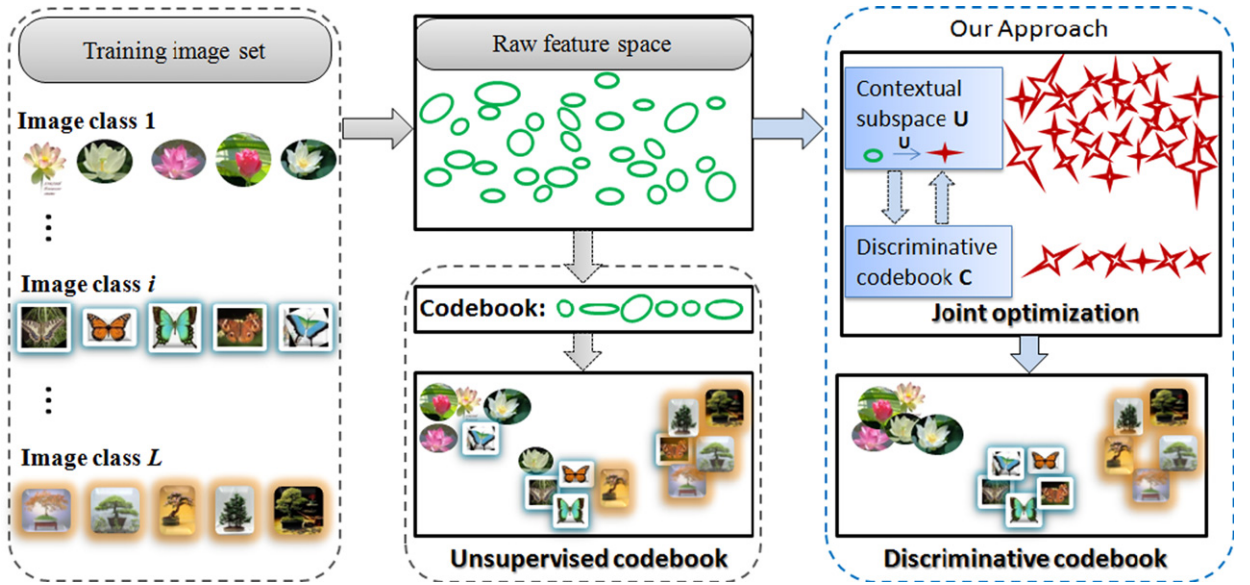 Training image set
Image class 1
Image class i
Image class L
Raw feature space
Codebook:
Unsupervised codebook
Our Approach
Contextual
subspace U
U
Discriminative
codebook C
Joint optimization
Discriminative codebook